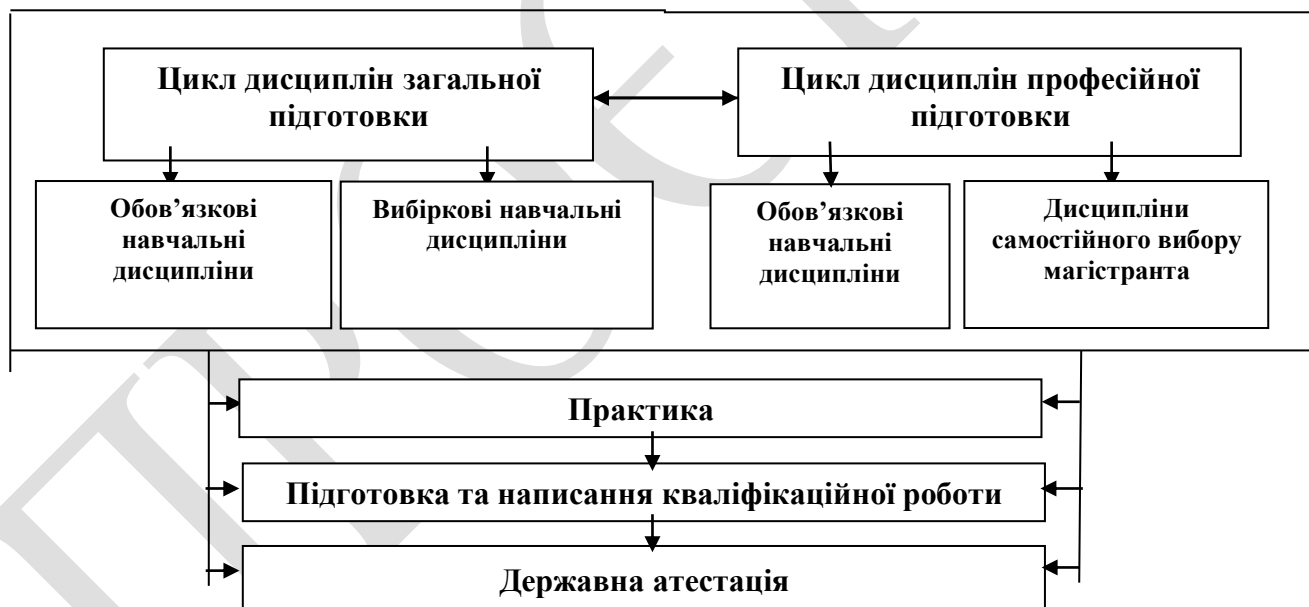 Цикл дисциплін загальної
підготовки
Цикл дисциплін професійної
підготовки
Обов’язкові
навчальні
дисципліни
Вибіркові навчальні
дисципліни
Обов’язкові
навчальні
дисципліни
Дисципліни
самостійного вибору
магістранта
Практика
Підготовка та написання кваліфікаційної роботи
Державна атестація